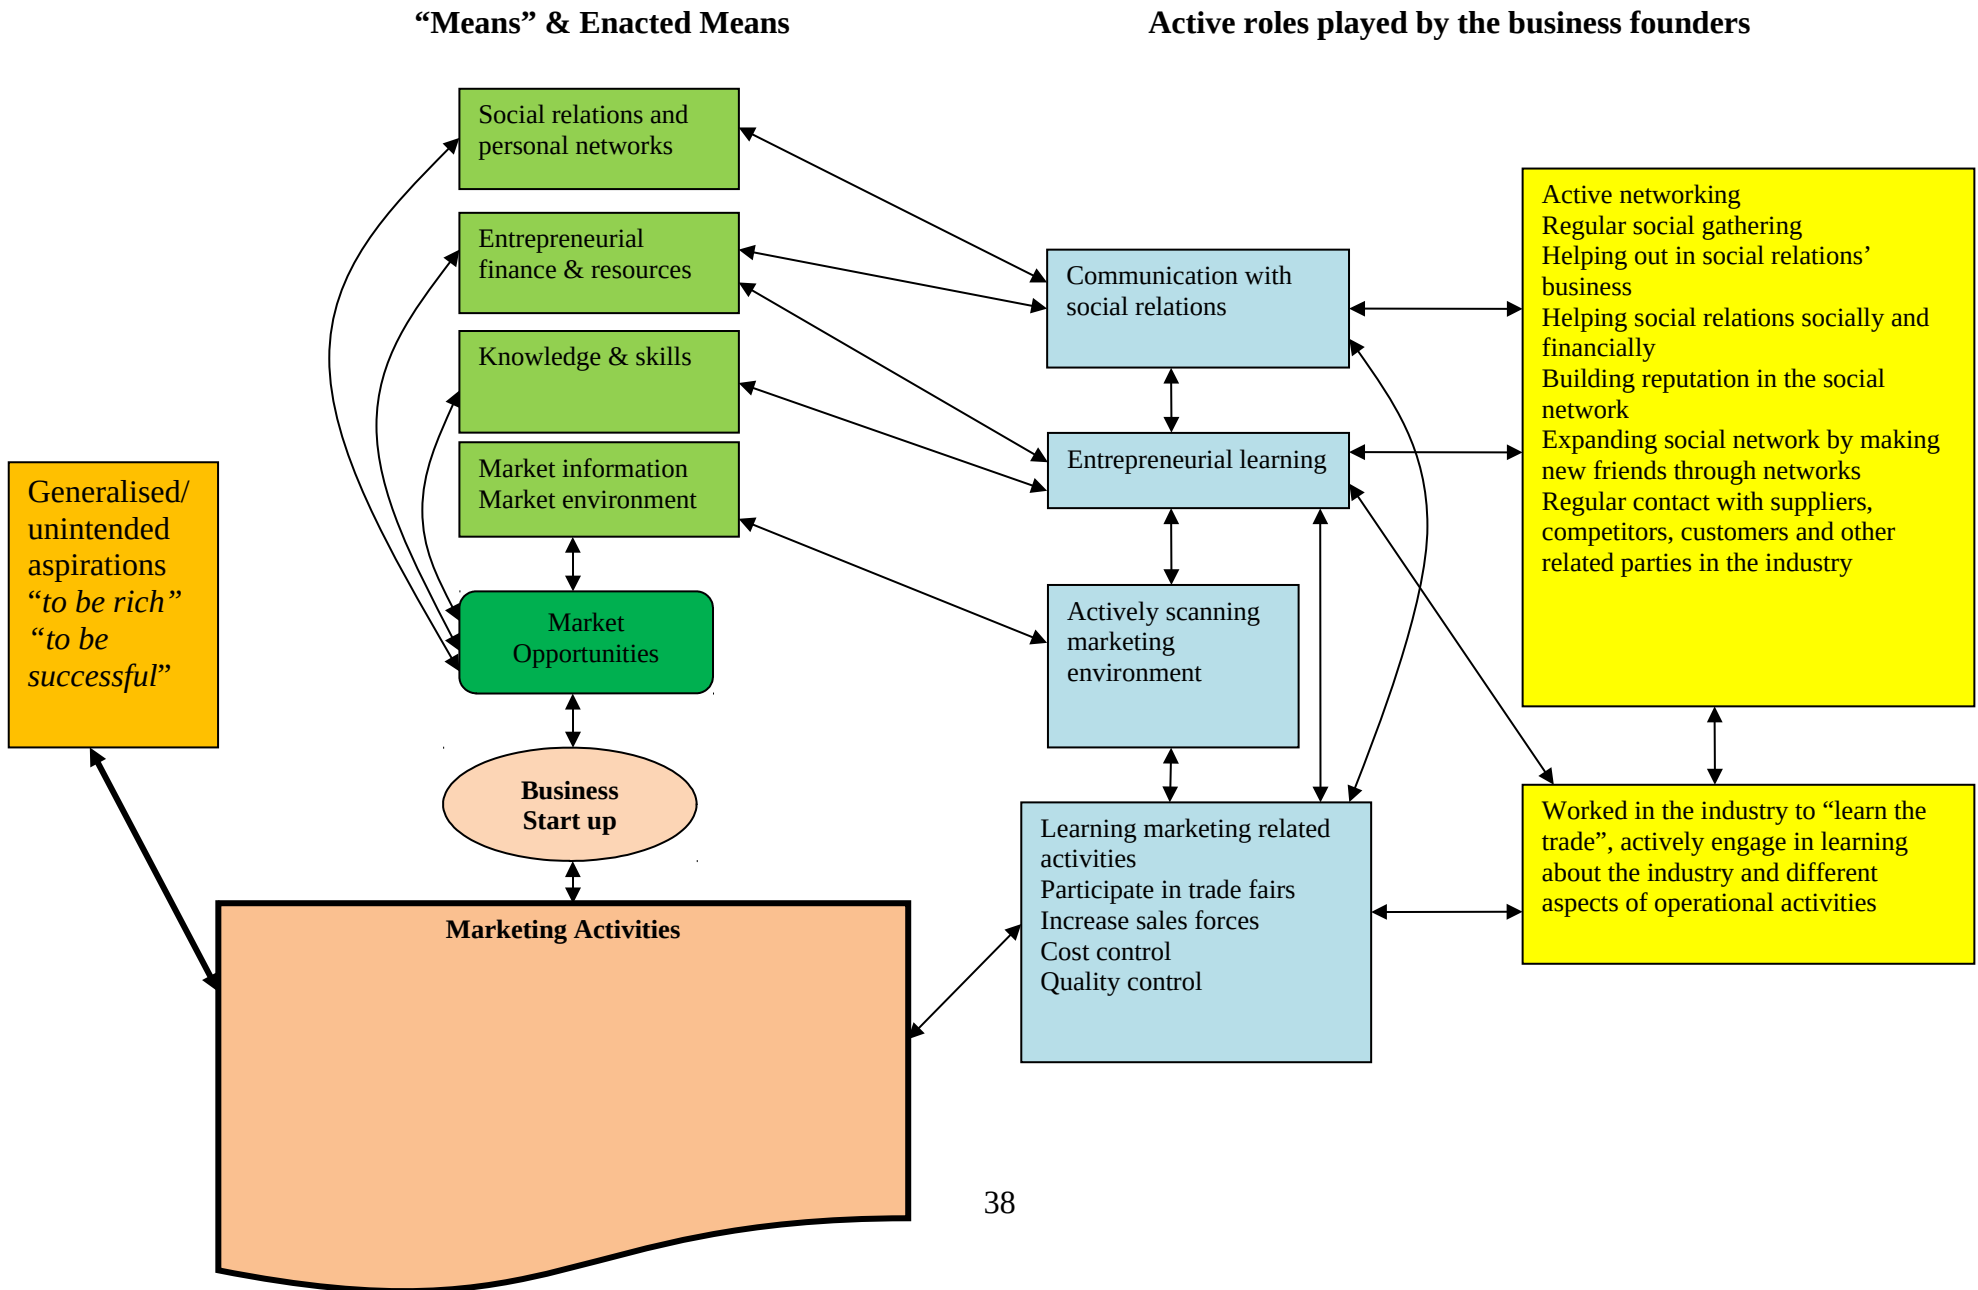 “Means” & Enacted Means
Active roles played by the business founders
Social relations and
personal networks
Entrepreneurial
finance & resources
Knowledge & skills
Market information
Market environment
Generalised/
unintended
aspirations
“to be rich”
“to be
successful”
Market
Opportunities
Business
Start up
Marketing Activities
Communication with
social relations
Entrepreneurial learning
Actively scanning
marketing
environment
Learning marketing related
activities
Participate in trade fairs
Increase sales forces
Cost control
Quality control
Active networking
Regular social gathering
Helping out in social relations’
business
Helping social relations socially and
financially
Building reputation in the social
network
Expanding social network by making
new friends through networks
Regular contact with suppliers,
competitors, customers and other
related parties in the industry
Worked in the industry to “learn the
trade”, actively engage in learning
about the industry and different
aspects of operational activities
38